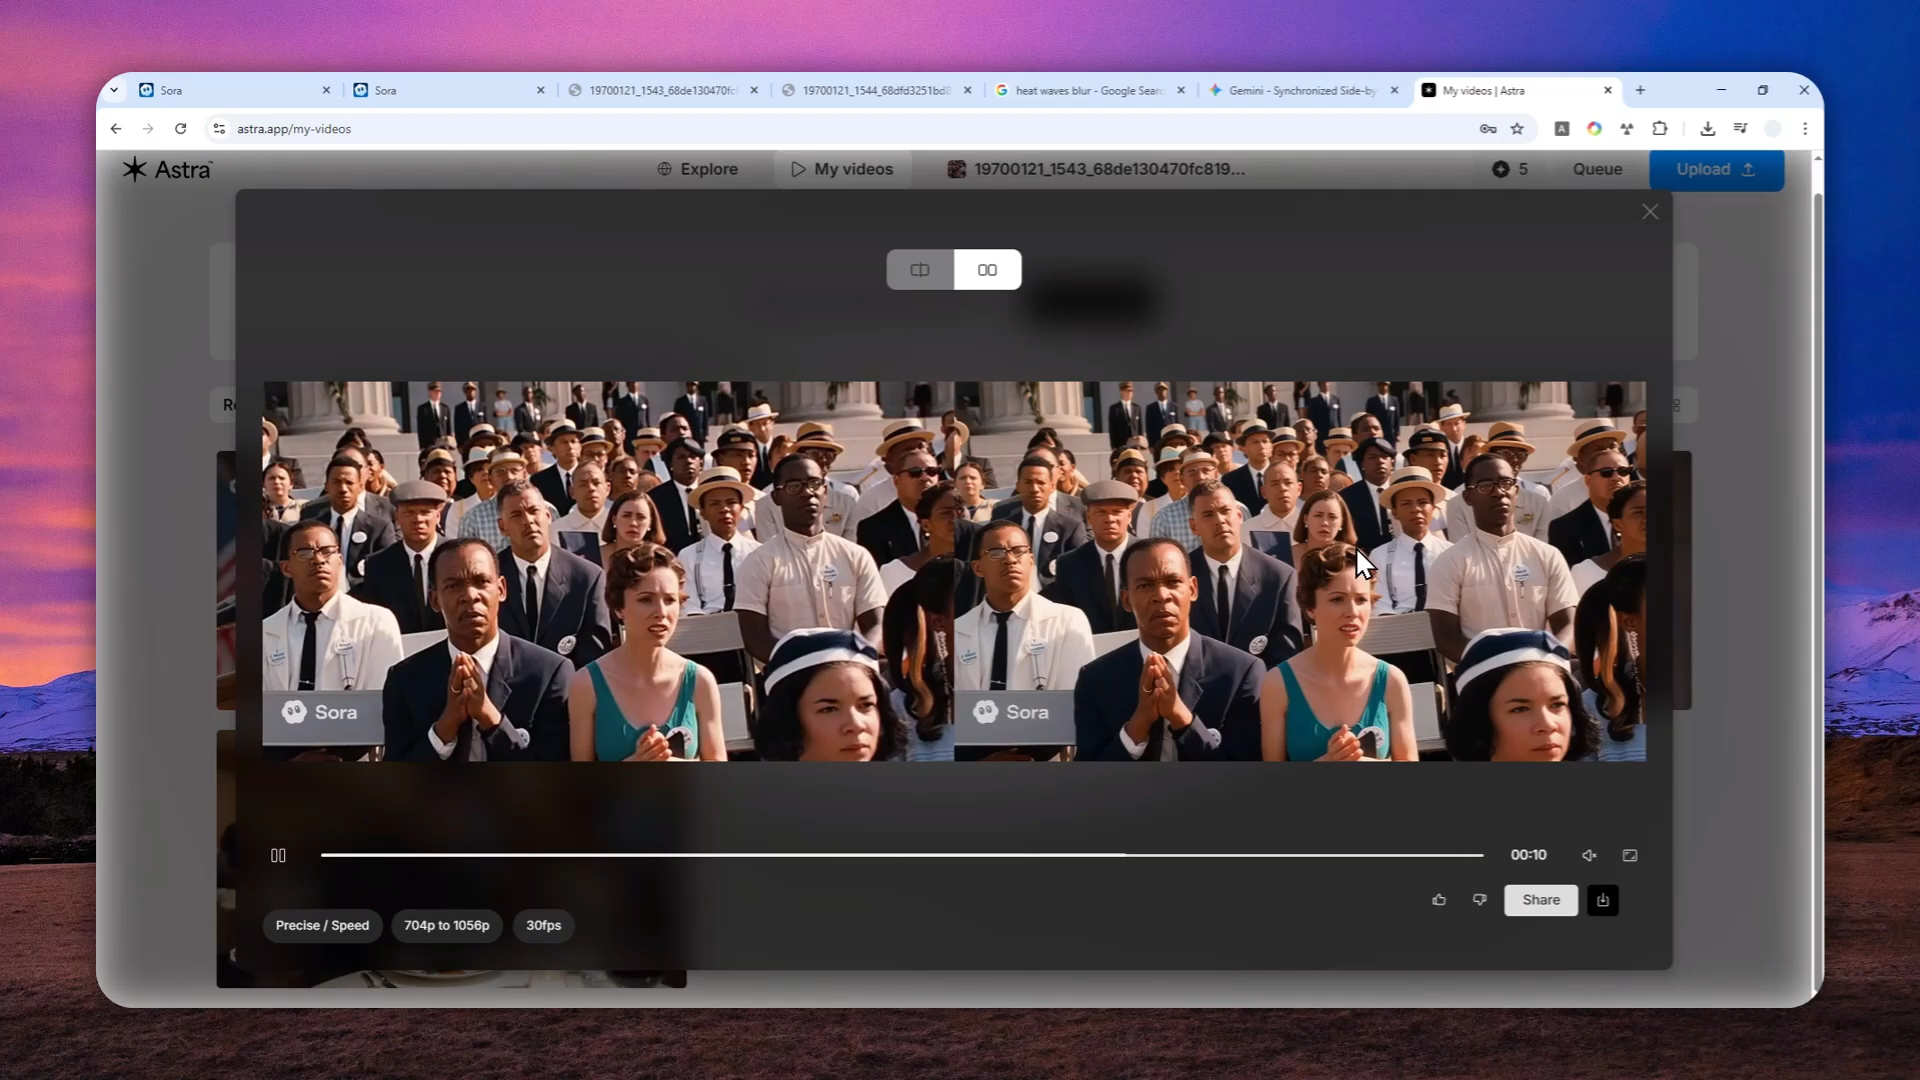 Sora
Sora
19700121_1543_68de130470fc
19700121_1544_68dfd3251bd8
heat waves blur - Google Searc
Gemini - Synchronized Side-by-
My videos | Astra
astra.app/my-videos
Astra
Explore
My videos
19700121_1543_68de130470fc819...
5
Queue
Upload
Sora
Sora
00:10
Share
Precise / Speed
704p to 1056p
30fps